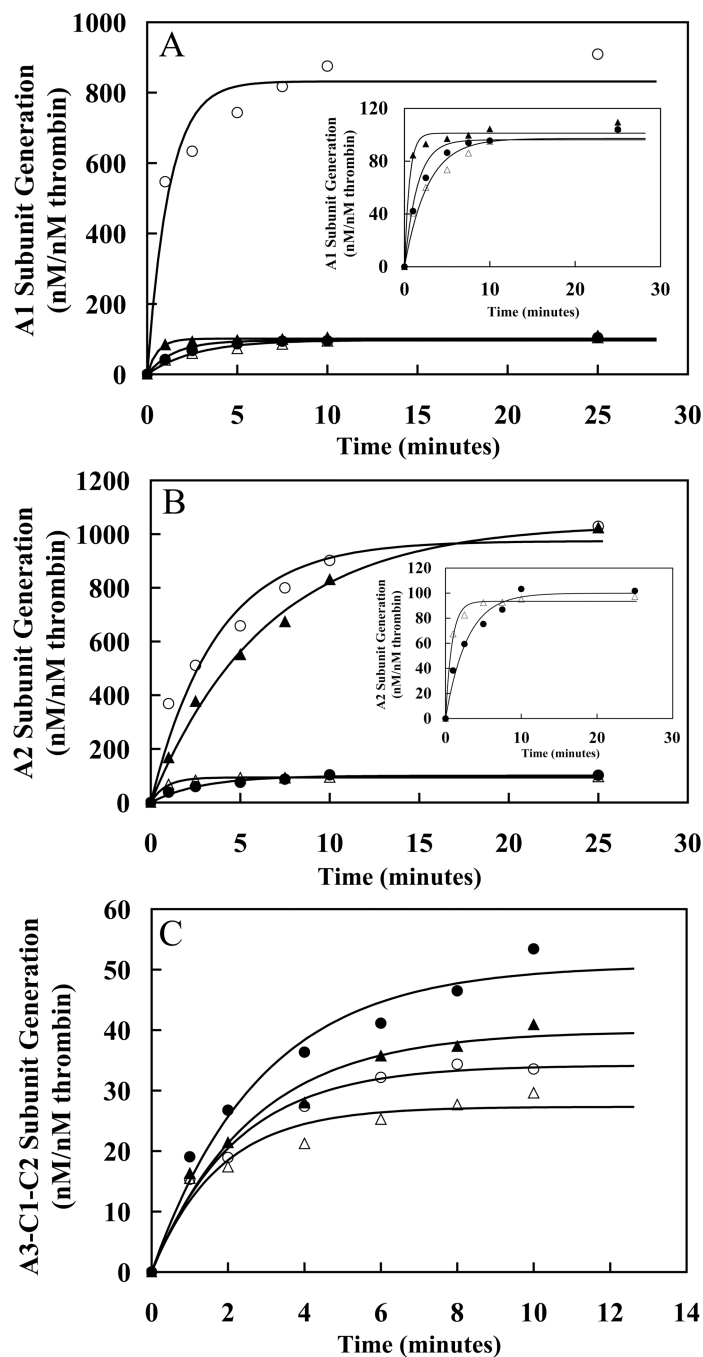 A
A1 Subunit Generation
(nM/nM thrombin)
1000
800
600
400
200
0
0 5 10 15 20 25 30
Time (minutes)
A1 Subunit Generation
(nM/nM thrombin)
120
80
40
0
0 10 20 30
Time (minutes)
B
A2 Subunit Generation
(nM/nM thrombin)
1200
1000
800
600
400
200
0
0 5 10 15 20 25 30
Time (minutes)
A2 Subunit Generation
(nM/nM thrombin)
120
100
80
60
40
20
0
0 10 20 30
Time (minutes)
C
A3-C1-C2 Subunit Generation
(nM/nM thrombin)
60
50
40
30
20
10
0
0 2 4 6 8 10 12 14
Time (minutes)